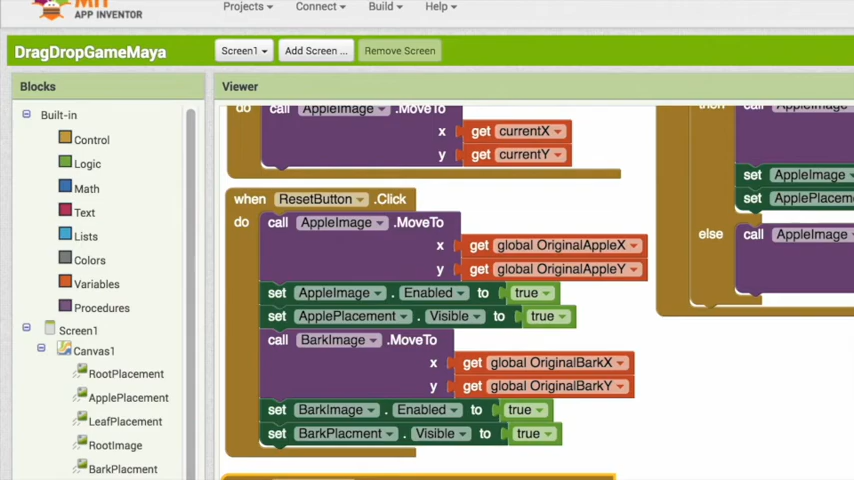 MIT
APP INVENTOR
Projects Connect Build Help
DragDropGameMaya
Screen1 Add Screen ... Remove Screen
Blocks
Viewer
Built-in
Control
Logic
Math
Text
Lists
Colors
Variables
Procedures
Screen1
Canvas1
RootPlacement
ApplePlacement
LeafPlacement
RootImage
BarkPlacment
do call AppleImage .MoveTo
x get currentX
y get currentY
when ResetButton .Click
do call AppleImage .MoveTo
x get global OriginalAppleX
y get global OriginalAppleY
set AppleImage . Enabled to true
set ApplePlacement . Visible to true
call BarkImage .MoveTo
x get global OriginalBarkX
y get global OriginalBarkY
set BarkImage . Enabled to true
set BarkPlacment . Visible to true
then call AppleImage
set AppleImage
set ApplePlacem
else call AppleImage